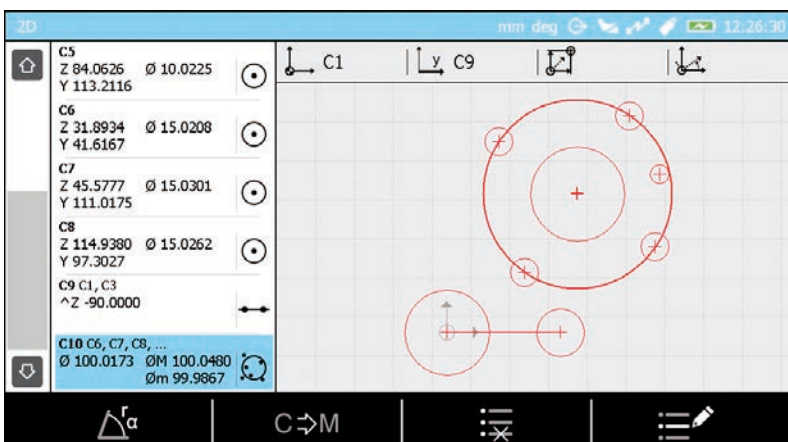 2D mm deg 12:26:30
C5
Z 84.0626 Ø 10.0225
Y 113.2116
C6
Z 31.8934 Ø 15.0208
Y 41.6167
C7
Z 45.5777 Ø 15.0301
Y 111.0175
C8
Z 114.9380 Ø 15.0262
Y 97.3027
C9 C1, C3
^Z -90.0000
C10 C6, C7, C8, ...
Ø 100.0173 ØM 100.0480
Øm 99.9867
C1 y C9
r α C⇒M